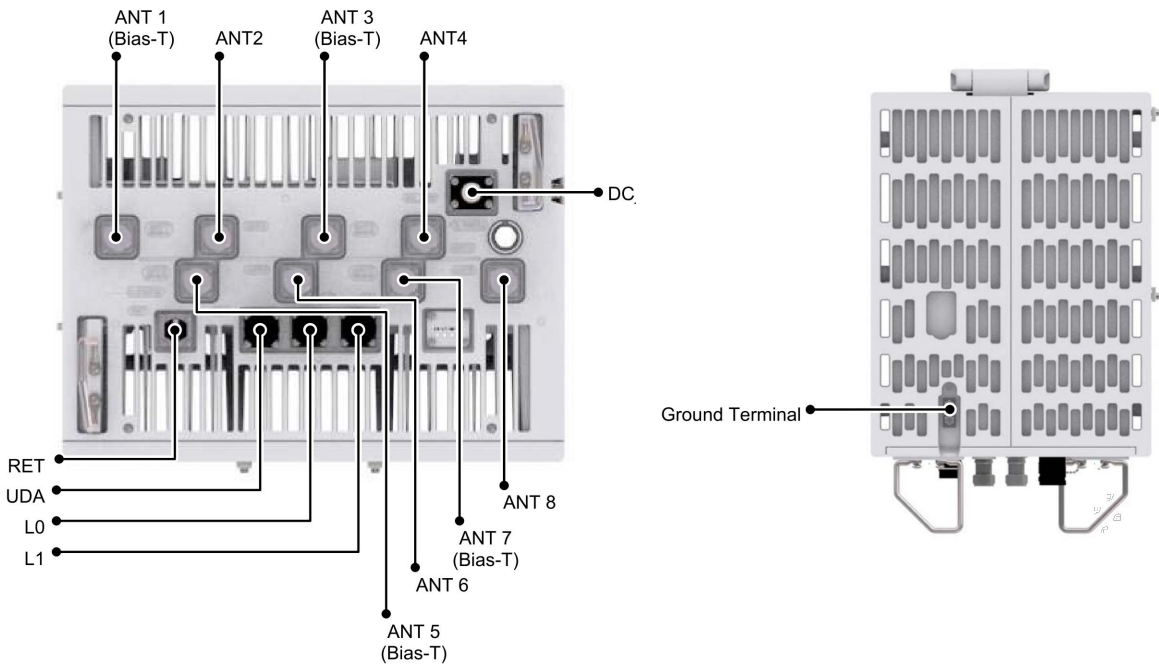 ANT 1
(Bias-T)
ANT2
ANT 3
(Bias-T)
ANT4
DC
RET
UDA
L0
L1
ANT 8
ANT 7
(Bias-T)
ANT 6
ANT 5
(Bias-T)
Ground Terminal